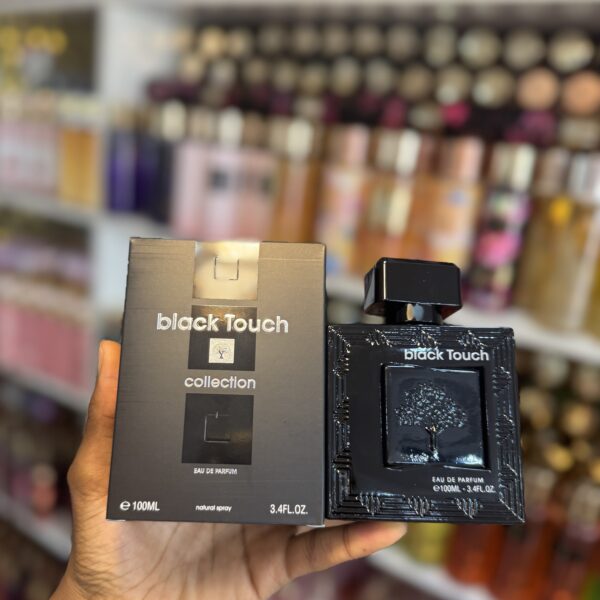 black Touch
collection
EAU DE PARFUM
℮ 100ML
natural spray
3.4FL.OZ.
black Touch
EAU DE PARFUM
℮100ML - 3.4FL.OZ.